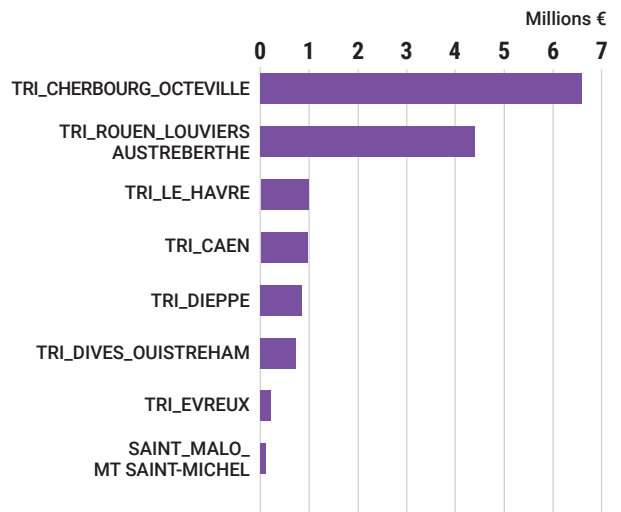 Millions €
0 1 2 3 4 5 6 7
TRI_CHERBOURG_OCTEVILLE
TRI_ROUEN_LOUVIERS
AUSTREBERTHE
TRI_LE_HAVRE
TRI_CAEN
TRI_DIEPPE
TRI_DIVES_OUISTREHAM
TRI_EVREUX
SAINT_MALO_
MT SAINT-MICHEL